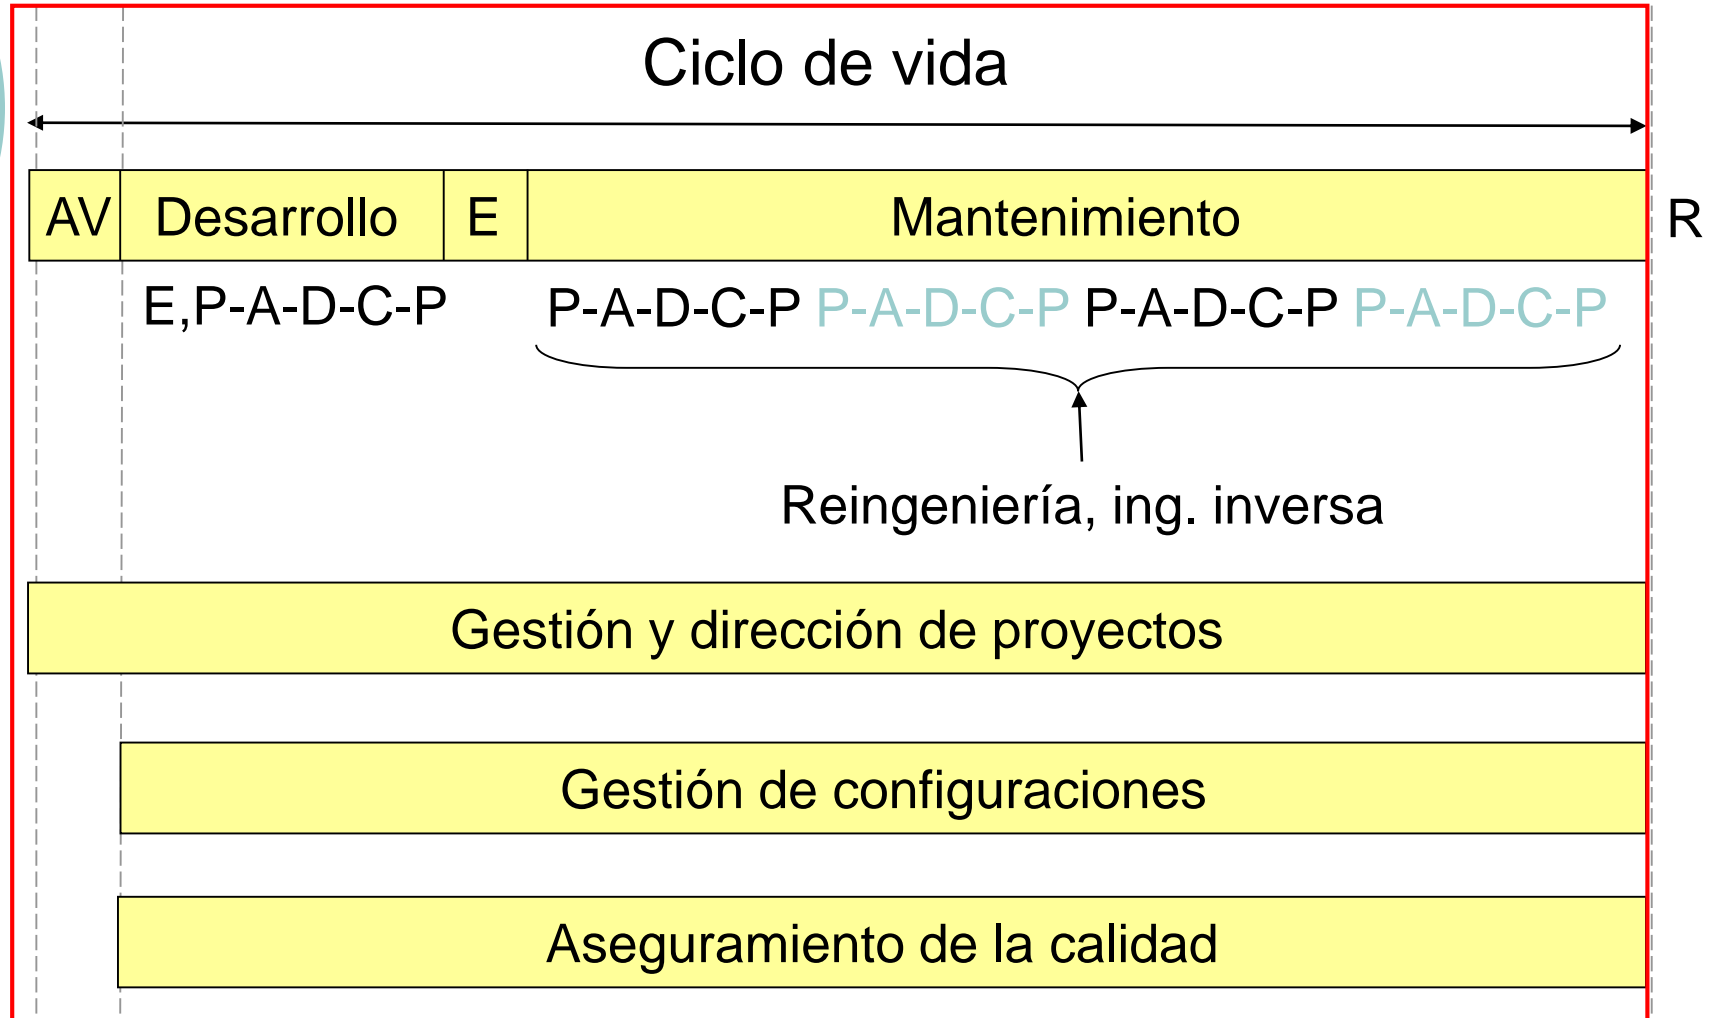 Ciclo de vida
AV Desarrollo E Mantenimiento R
E,P-A-D-C-P P-A-D-C-P P-A-D-C-P P-A-D-C-P P-A-D-C-P
Reingeniería, ing. inversa
Gestión y dirección de proyectos
Gestión de configuraciones
Aseguramiento de la calidad